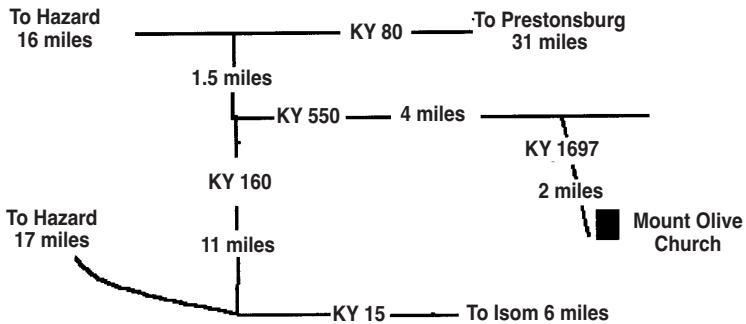 To Hazard
16 miles
KY 80
To Prestonsburg
31 miles
1.5 miles
KY 550
4 miles
KY 1697
KY 160
2 miles
To Hazard
17 miles
Mount Olive
Church
11 miles
KY 15
To Isom 6 miles